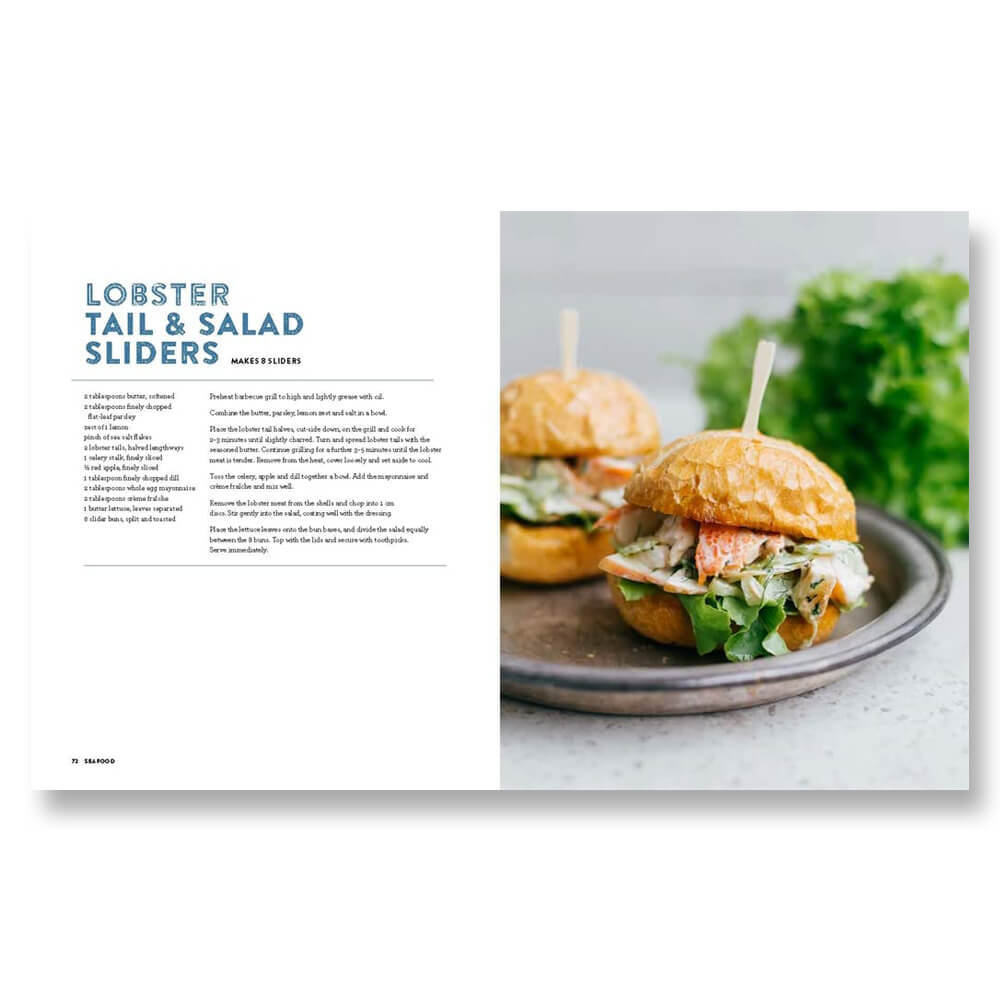 LOBSTER
TAIL & SALAD
SLIDERS MAKES 8 SLIDERS
2 tablespoons butter, softened
2 tablespoons finely chopped
flat-leaf parsley
zest of 1 lemon
pinch of sea salt flakes
2 lobster tails, halved lengthways
1 celery stalk, finely sliced
red apple, finely sliced
1 tablespoon finely chopped dill
2 tablespoons whole egg mayonnaise
2 tablespoons crème fraîche
1 butter lettuce, leaves separated
8 slider buns, split and toasted
Preheat barbecue grill to high and lightly grease with oil.
Combine the butter, parsley, lemon zest and salt in a bowl.
Place the lobster tail halves, cut-side down, on the grill and cook for
2–3 minutes until slightly charred. Turn and spread lobster tails with the
seasoned butter. Continue grilling for a further 2–5 minutes until the lobster
meat is tender. Remove from the heat, cover loosely and set aside to cool.
Toss the celery, apple and dill together in a bowl. Add the mayonnaise and
crème fraîche and mix well.
Remove the lobster meat from the shells and chop into 1 cm
discs. Stir gently into the salad, coating well with the dressing.
Place the lettuce leaves onto the bun bases, and divide the salad equally
between the 8 buns. Top with the lids and secure with toothpicks.
Serve immediately.
72 SEAFOOD